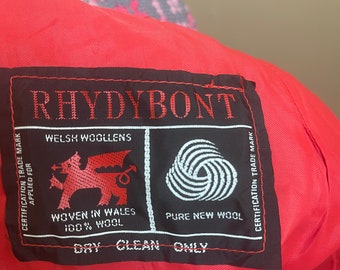 RHYDYBONT
WELSH WOOLLENS
CERTIFICATION TRADE MARK
APPLIED FOR
WOVEN IN WALES
100% WOOL
PURE NEW WOOL
CERTIFICATION TRADE MARK
DRY CLEAN ONLY